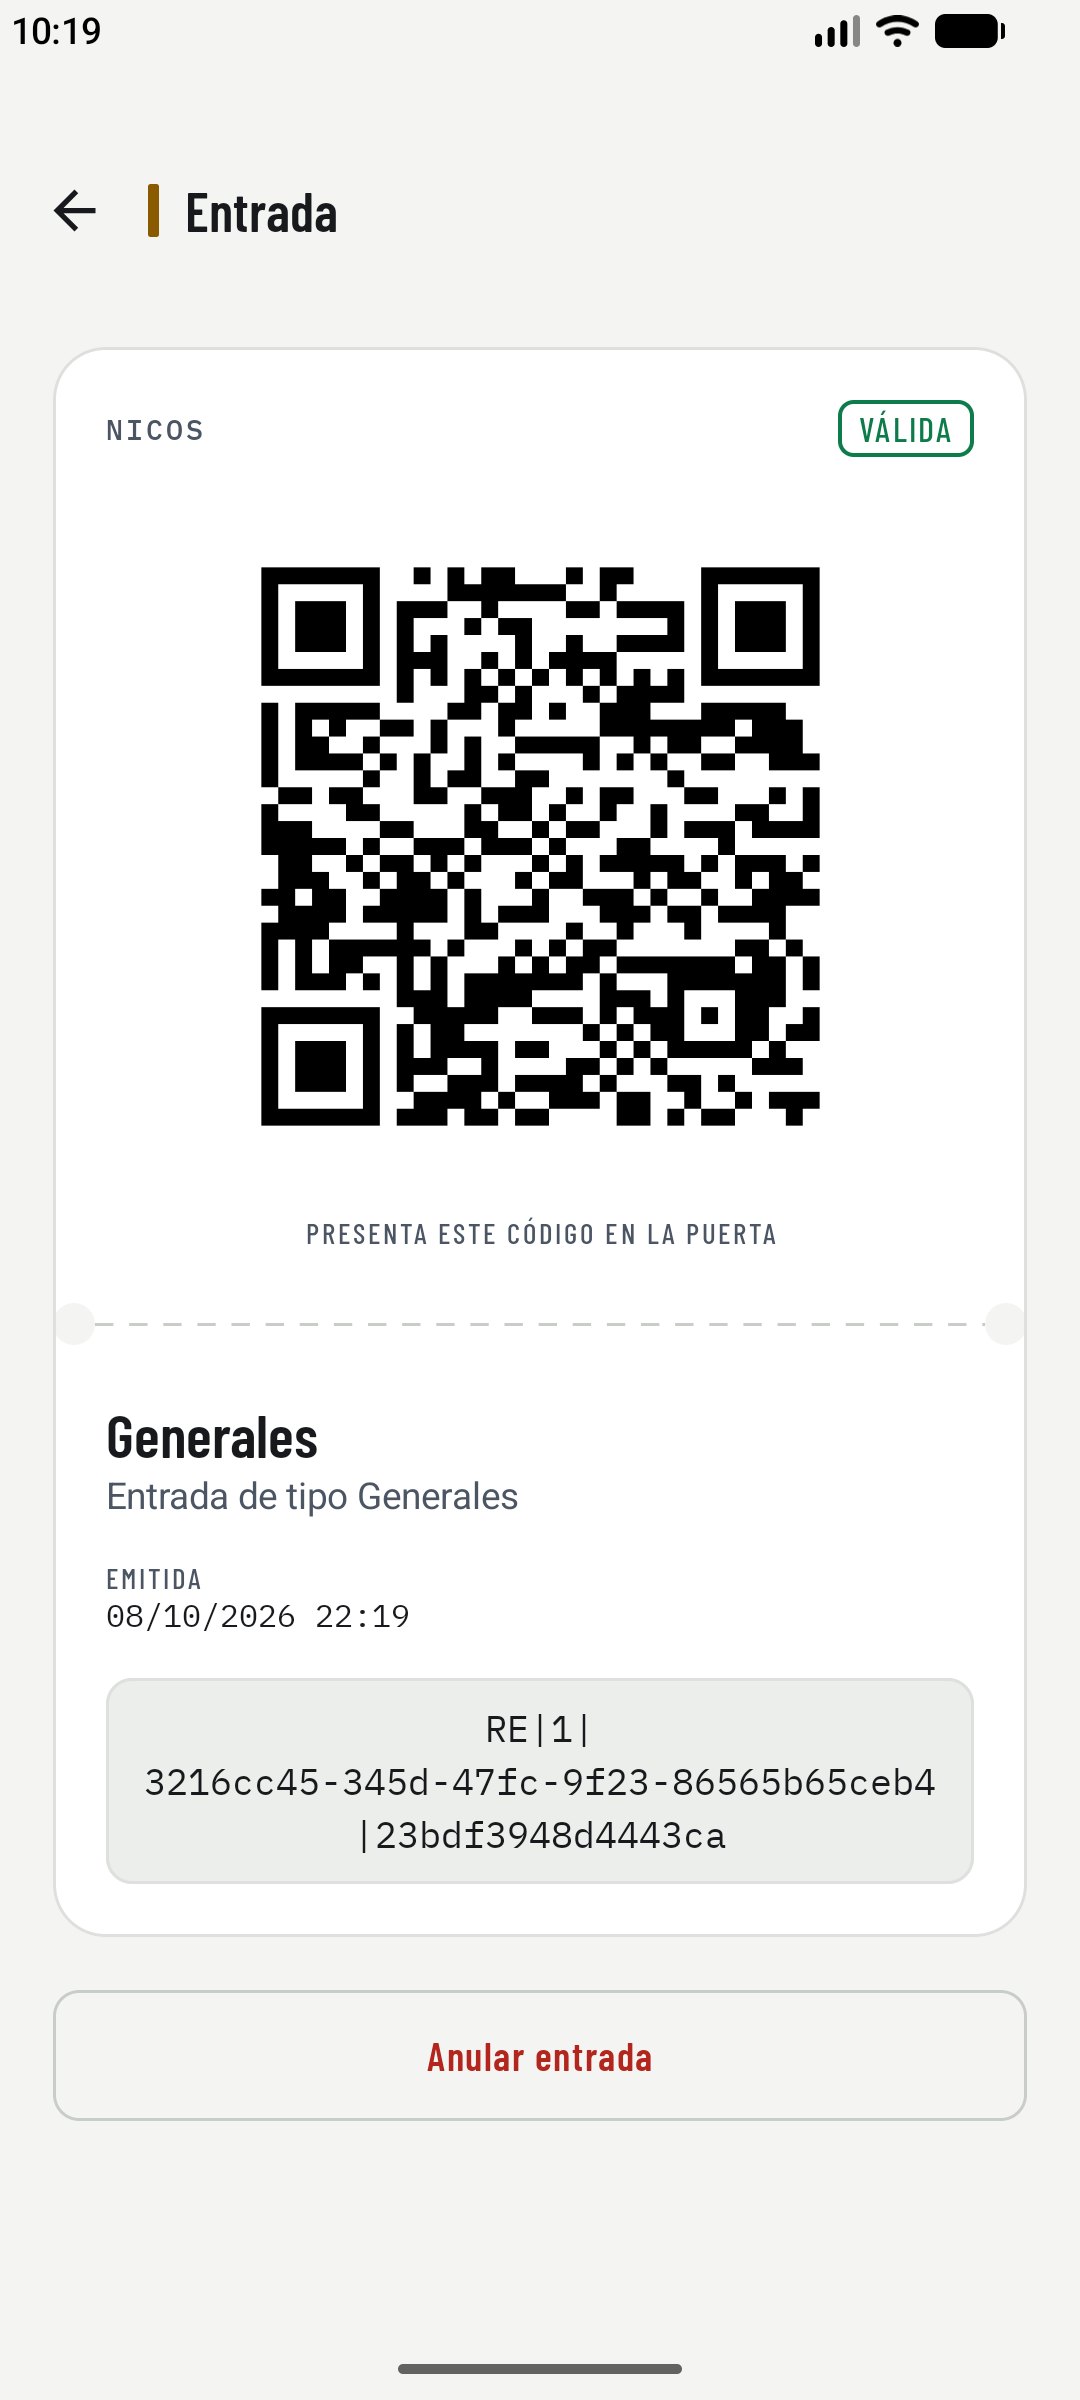 10:19
Entrada
NICOS
VÁLIDA
PRESENTA ESTE CÓDIGO EN LA PUERTA
Generales
Entrada de tipo Generales
EMITIDA
08/10/2026 22:19
RE|1|
3216cc45-345d-47fc-9f23-86565b65ceb4
|23bdf3948d4443ca
Anular entrada